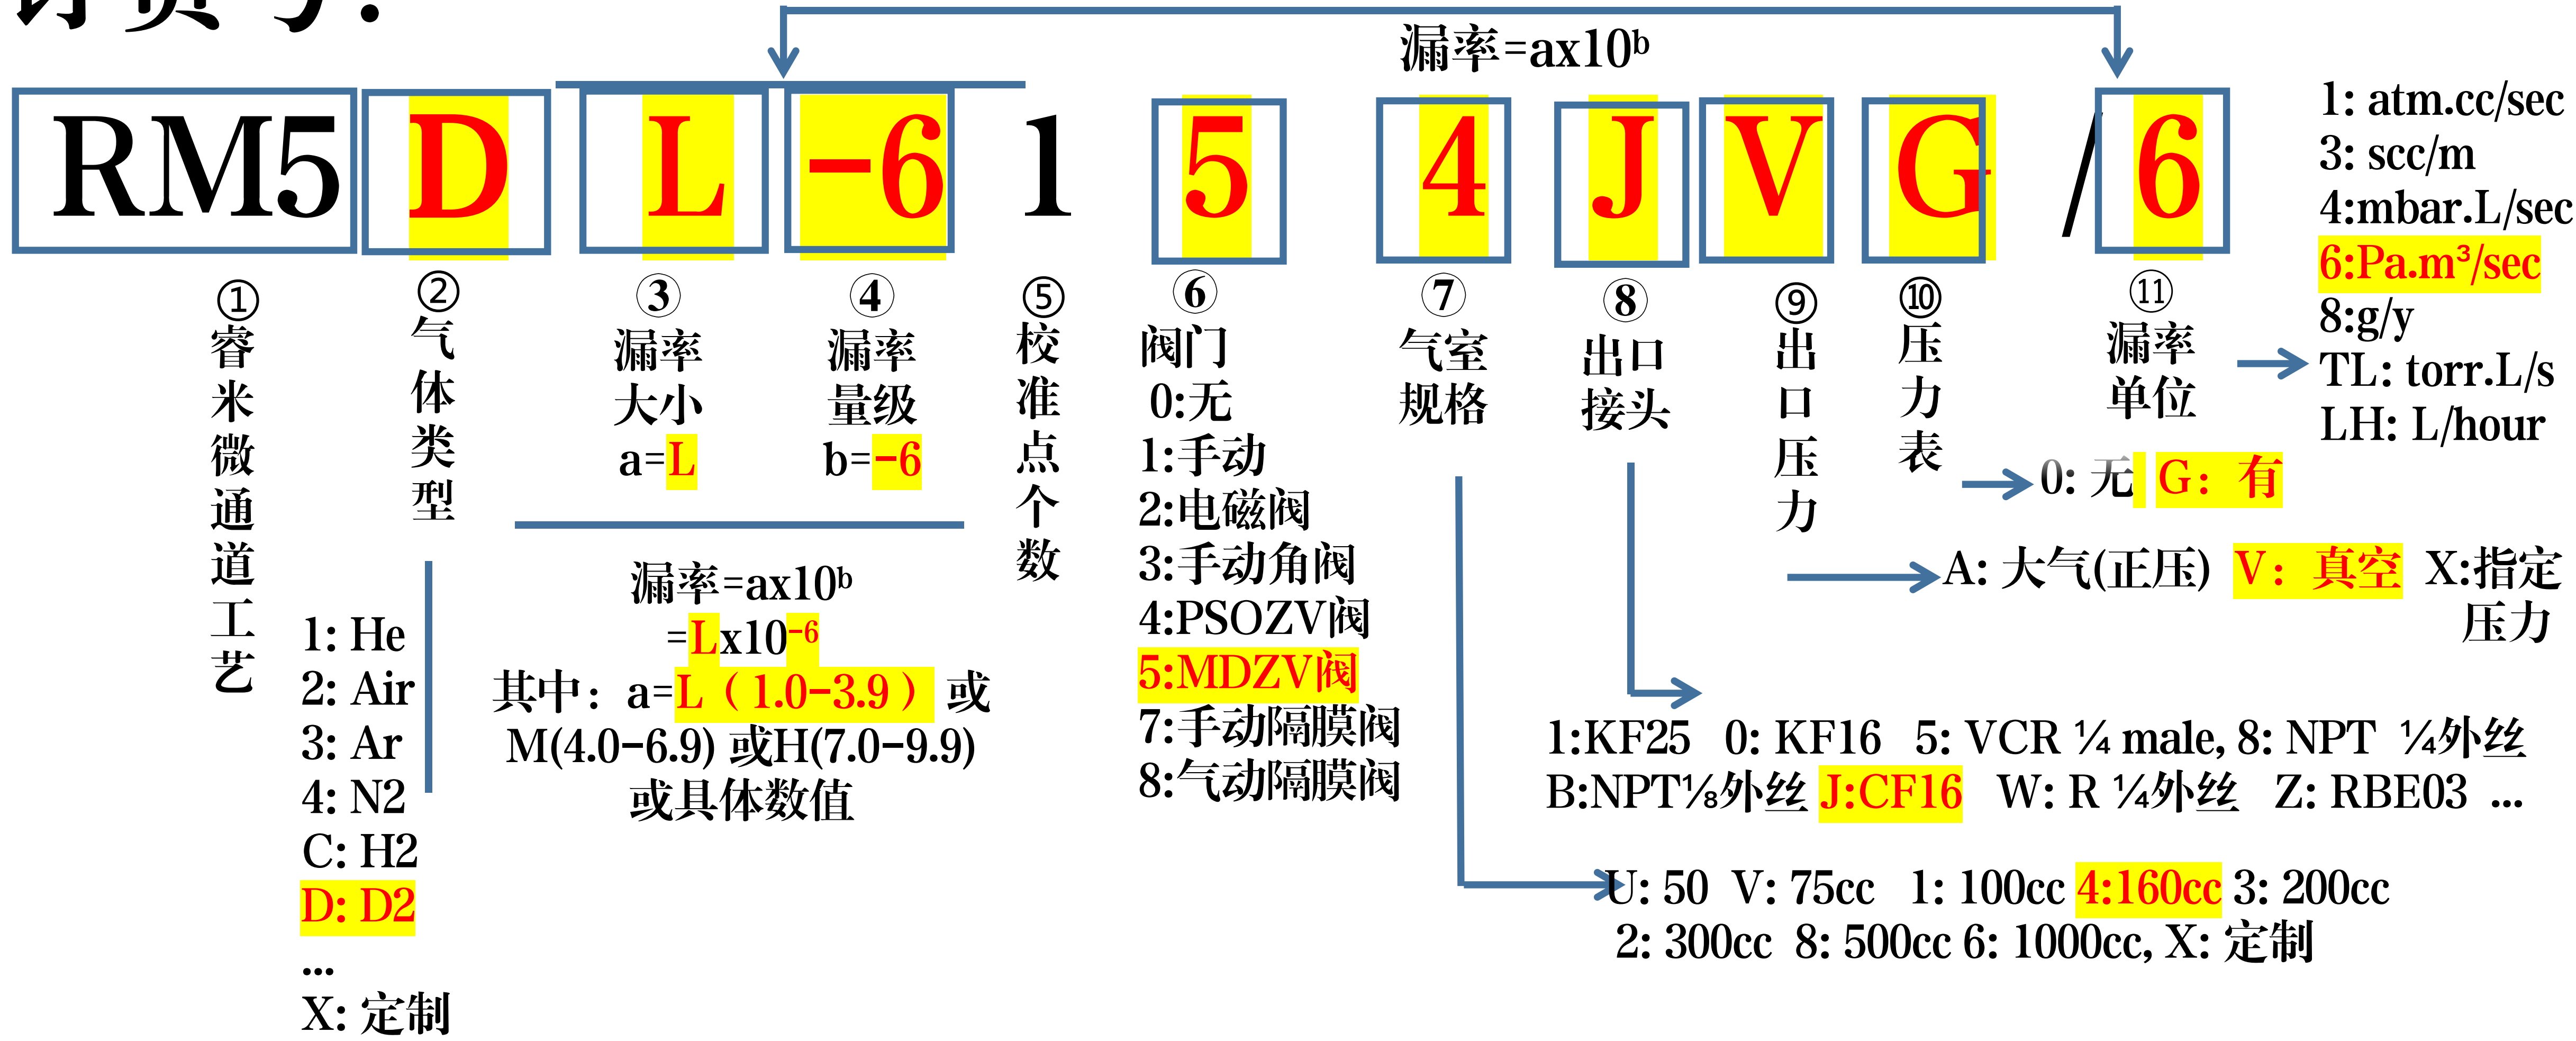 订货号:
漏率=ax10ᵇ
RM5 D L -6 1 5 4 J V G / 6
① 睿米微通道工艺
② 气体类型
1: He
2: Air
3: Ar
4: N2
C: H2
D: D2
...
X: 定制
③ 漏率
大小
a=L
④ 漏率
量级
b=-6
漏率=ax10ᵇ
=Lx10⁻⁶
其中: a=L（1.0-3.9）或
M(4.0-6.9) 或H(7.0-9.9)
或具体数值
⑤ 校准点个数
⑥
阀门
0:无
1:手动
2:电磁阀
3:手动角阀
4:PSOZV阀
5:MDZV阀
7:手动隔膜阀
8:气动隔膜阀
⑦
气室
规格
U: 50 V: 75cc 1: 100cc 4:160cc 3: 200cc
2: 300cc 8: 500cc 6: 1000cc, X: 定制
⑧
出口
接头
1:KF25 0: KF16 5: VCR ¼ male, 8: NPT ¼外丝
B:NPT⅛外丝 J:CF16 W: R ¼外丝 Z: RBE03 ...
⑨ 出口压力
A: 大气(正压) V: 真空 X:指定
压力
⑩ 压力表
0: 无 G: 有
⑪
漏率
单位
1: atm.cc/sec
3: scc/m
4:mbar.L/sec
6:Pa.m³/sec
8:g/y
TL: torr.L/s
LH: L/hour